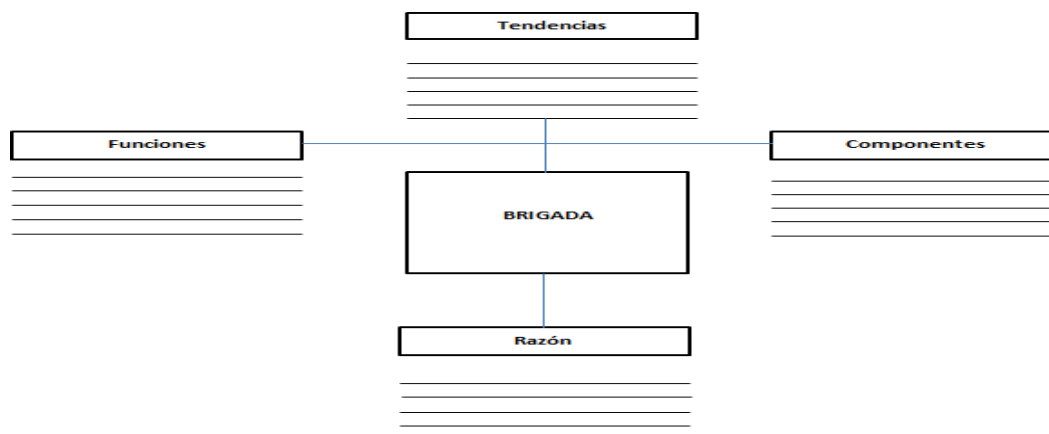 Tendencias
Funciones
Componentes
BRIGADA
Razón